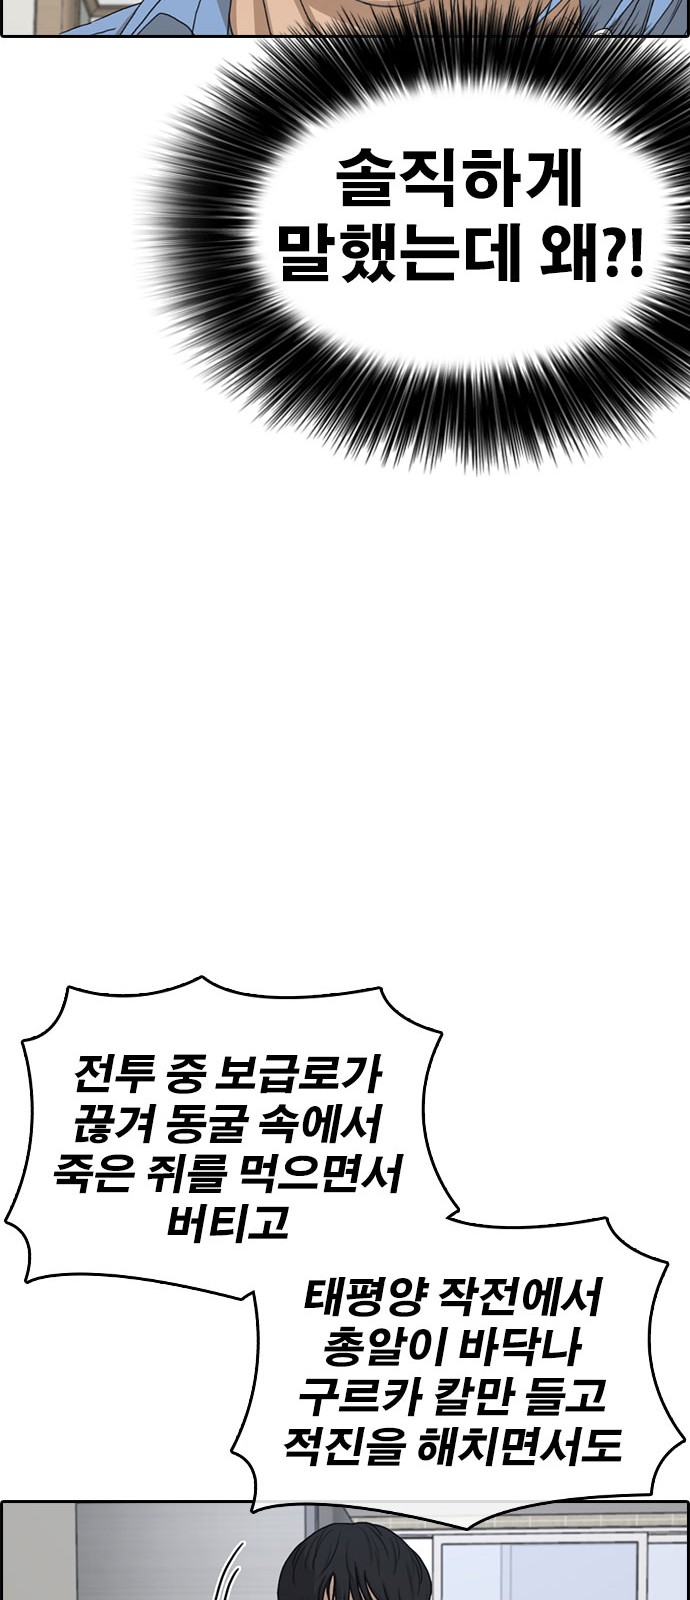 솔직하게
말했는데 왜?!
전투 중 보급로가
끊겨 동굴 속에서
죽은 쥐를 먹으면서
버티고
태평양 작전에서
총알이 바닥나
구르카 칼만 들고
적진을 해치면서도